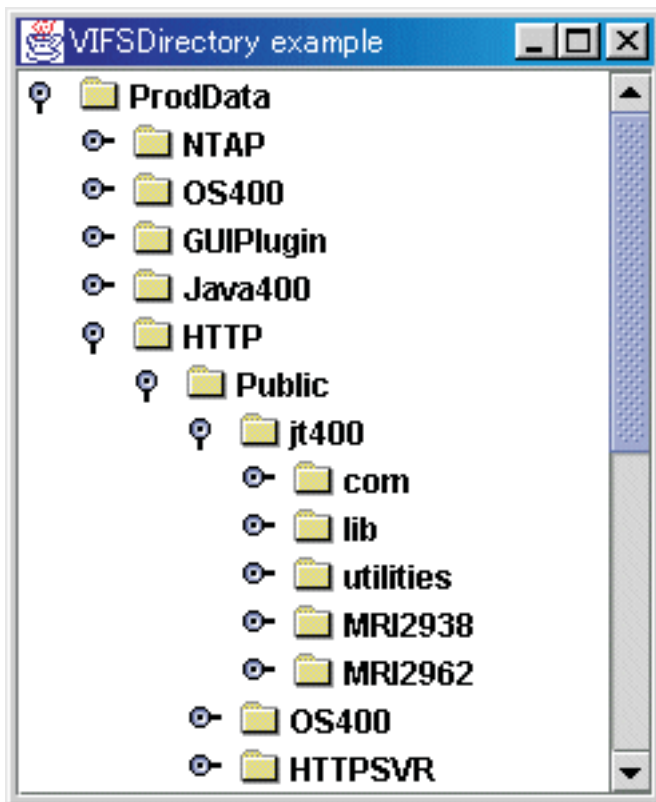 VIFSDirectory example
ProdData
NTAP
OS400
GUIPlugin
Java400
HTTP
Public
jt400
com
lib
utilities
MRI2938
MRI2962
OS400
HTTPSVR